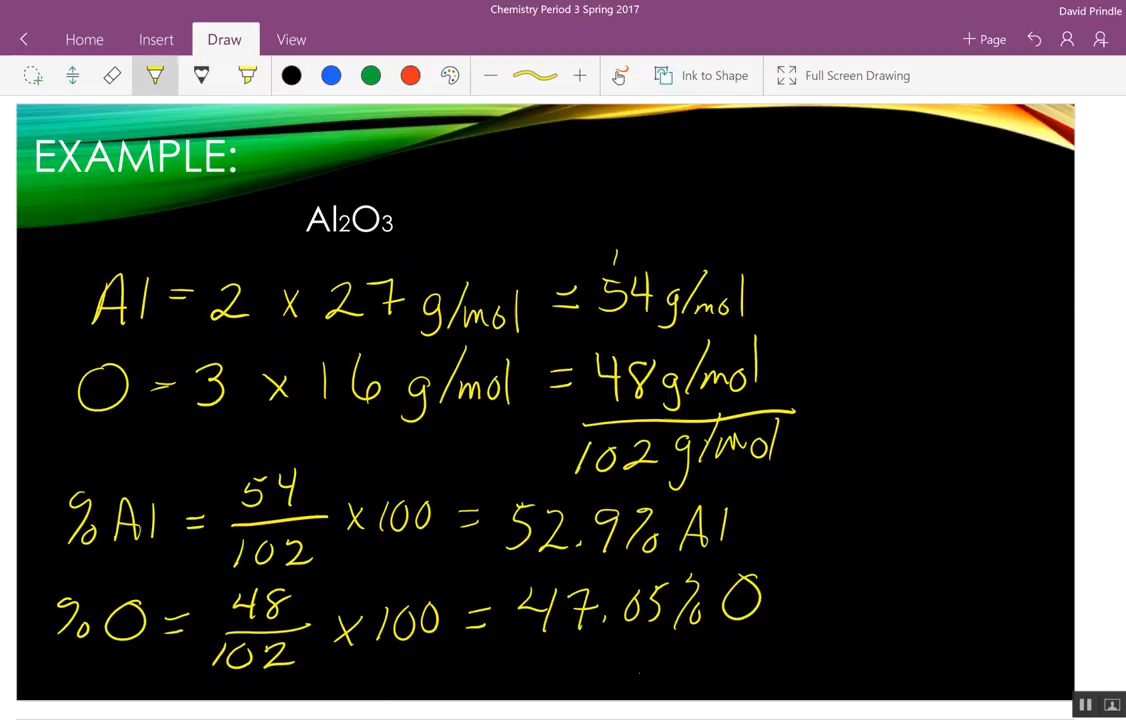 Chemistry Period 3 Spring 2017
David Prindle
Home Insert Draw View + Page
Ink to Shape Full Screen Drawing
EXAMPLE:
Al2O3
Al = 2 x 27 g/mol = 54 g/mol
O = 3 x 16 g/mol = 48 g/mol
102 g/mol
%Al = 54/102 x 100 = 52.9% Al
%O = 48/102 x 100 = 47.05% O